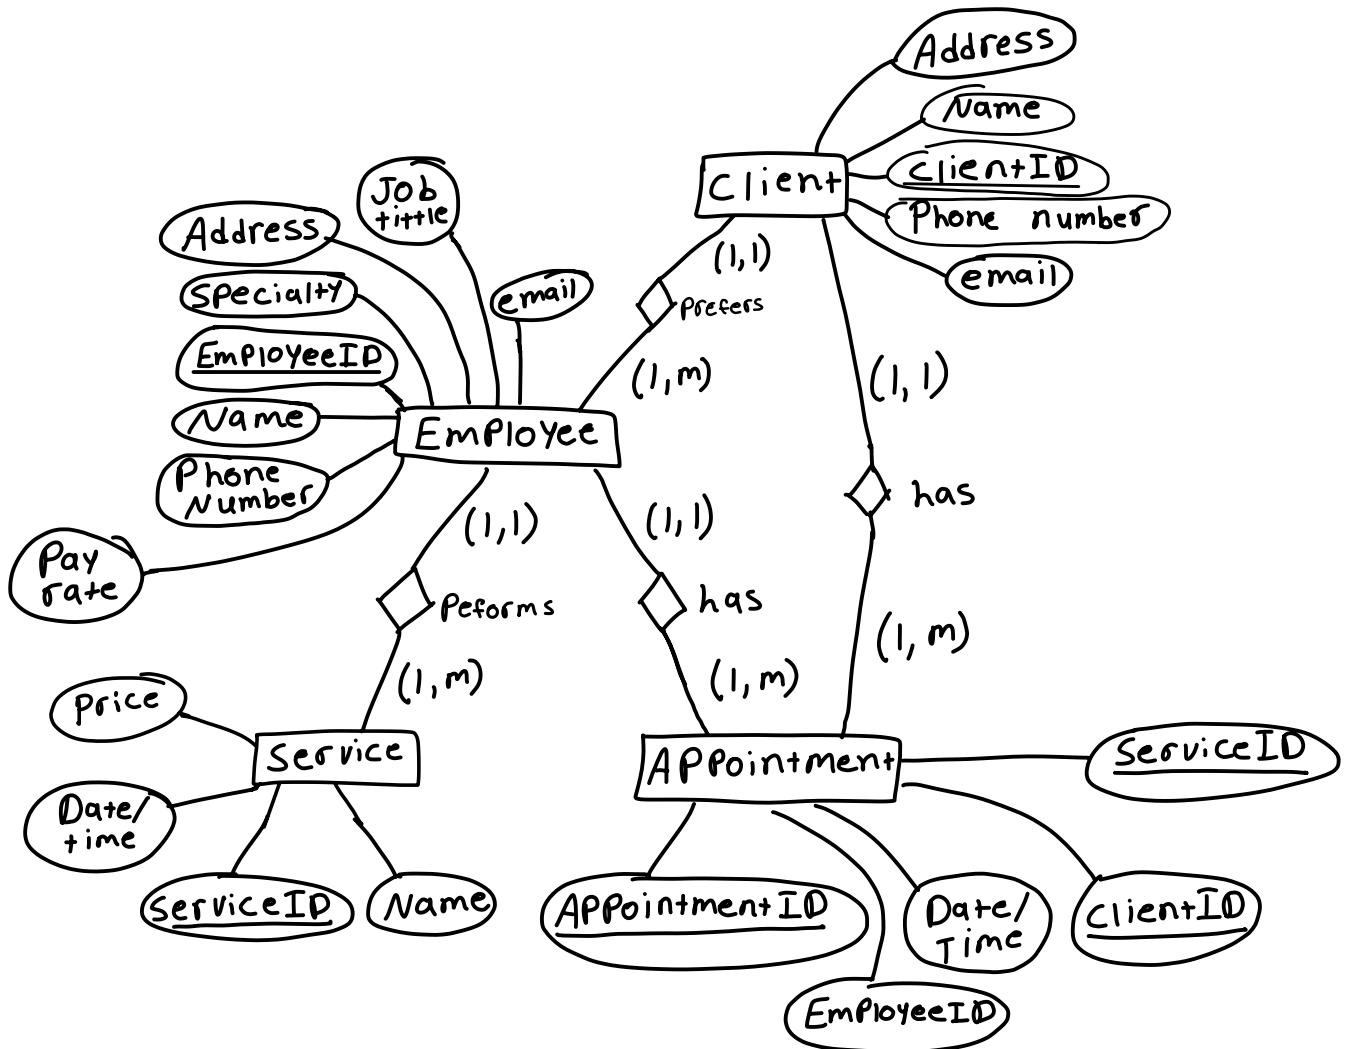 Address
Name
ClientID
Phone number
email
Client
Job
tittle
Address
Specialty
EmployeeID
Name
Phone
Number
Pay
rate
email
Employee
(1,1)
Prefers
(1,m)
(1,1)
has
(1,m)
(1,1)
Peforms
(1,m)
(1,1)
has
(1,m)
Price
Date/
time
ServiceID
Name
Service
Appointment
ServiceID
AppointmentID
EmployeeID
Date/
Time
ClientID